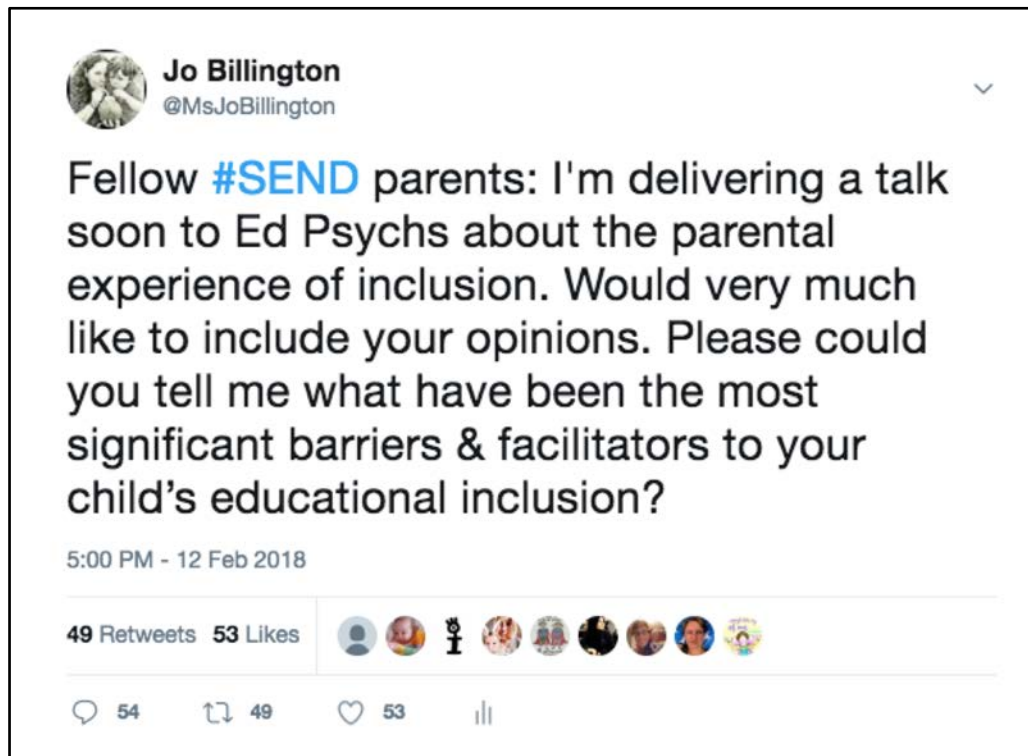 Jo Billington
@MsJoBillington
Fellow #SEND parents: I'm delivering a talk
soon to Ed Psychs about the parental
experience of inclusion. Would very much
like to include your opinions. Please could
you tell me what have been the most
significant barriers & facilitators to your
child’s educational inclusion?
5:00 PM - 12 Feb 2018
49 Retweets 53 Likes
54 49 53